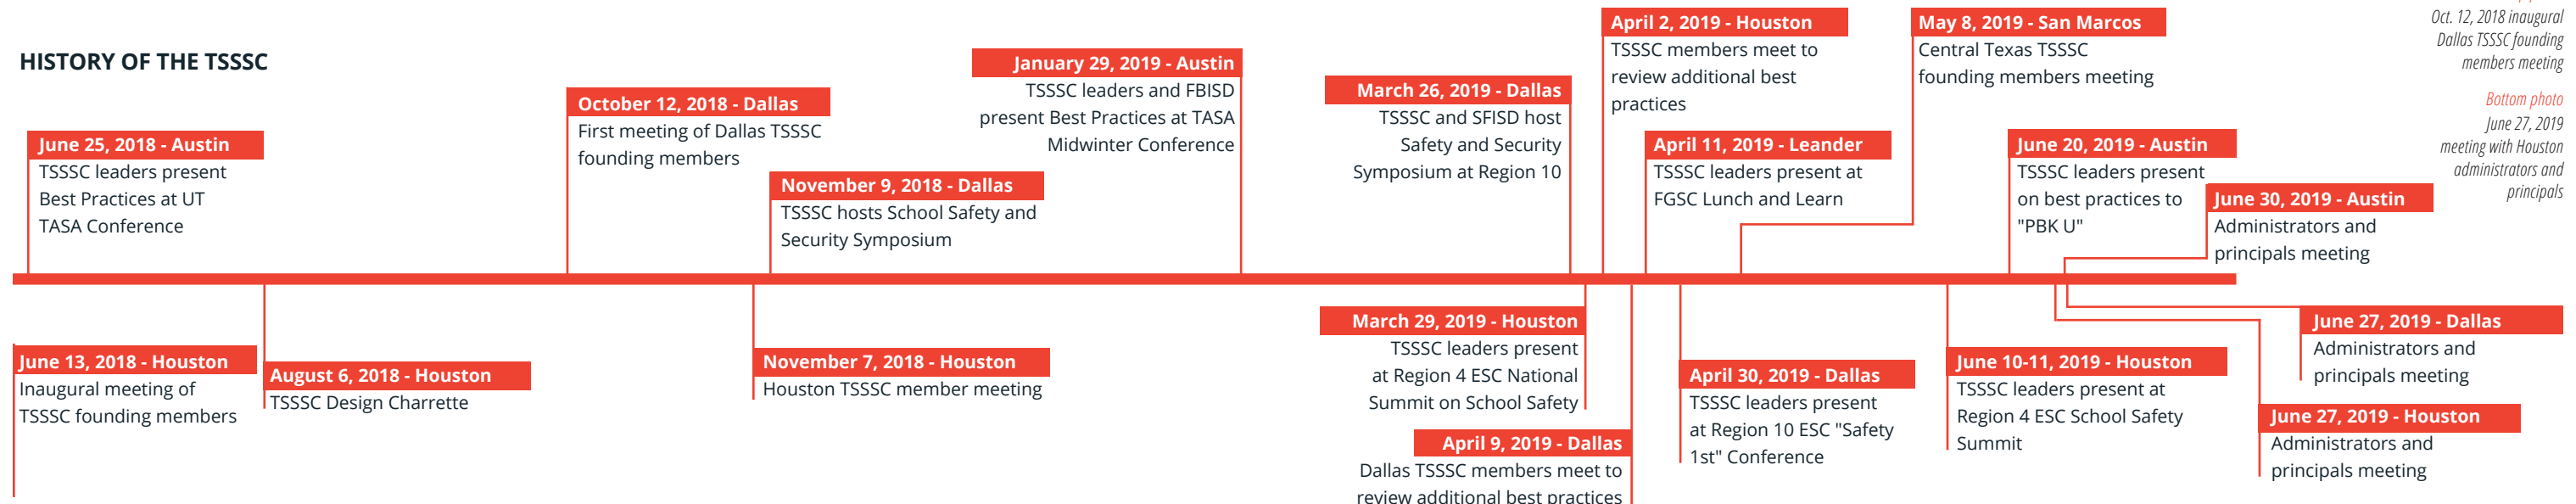 HISTORY OF THE TSSSC
June 13, 2018 - Houston
Inaugural meeting of
TSSSC founding members
June 25, 2018 - Austin
TSSSC leaders present
Best Practices at UT
TASA Conference
August 6, 2018 - Houston
TSSSC Design Charrette
October 12, 2018 - Dallas
First meeting of Dallas TSSSC
founding members
November 7, 2018 - Houston
Houston TSSSC member meeting
November 9, 2018 - Dallas
TSSSC hosts School Safety and
Security Symposium
January 29, 2019 - Austin
TSSSC leaders and FBISD
present Best Practices at TASA
Midwinter Conference
March 26, 2019 - Dallas
TSSSC and SFISD host
Safety and Security
Symposium at Region 10
March 29, 2019 - Houston
TSSSC leaders present
at Region 4 ESC National
Summit on School Safety
April 2, 2019 - Houston
TSSSC members meet to
review additional best
practices
April 9, 2019 - Dallas
Dallas TSSSC members meet to
review additional best practices
April 11, 2019 - Leander
TSSSC leaders present at
FGSC Lunch and Learn
April 30, 2019 - Dallas
TSSSC leaders present
at Region 10 ESC "Safety
1st" Conference
May 8, 2019 - San Marcos
Central Texas TSSSC
founding members meeting
June 10-11, 2019 - Houston
TSSSC leaders present at
Region 4 ESC School Safety
Summit
June 20, 2019 - Austin
TSSSC leaders present
on best practices to
"PBK U"
June 27, 2019 - Houston
Administrators and
principals meeting
June 27, 2019 - Dallas
Administrators and
principals meeting
June 30, 2019 - Austin
Administrators and
principals meeting
Oct. 12, 2018 inaugural
Dallas TSSSC founding
members meeting
Bottom photo
June 27, 2019
meeting with Houston
administrators and
principals